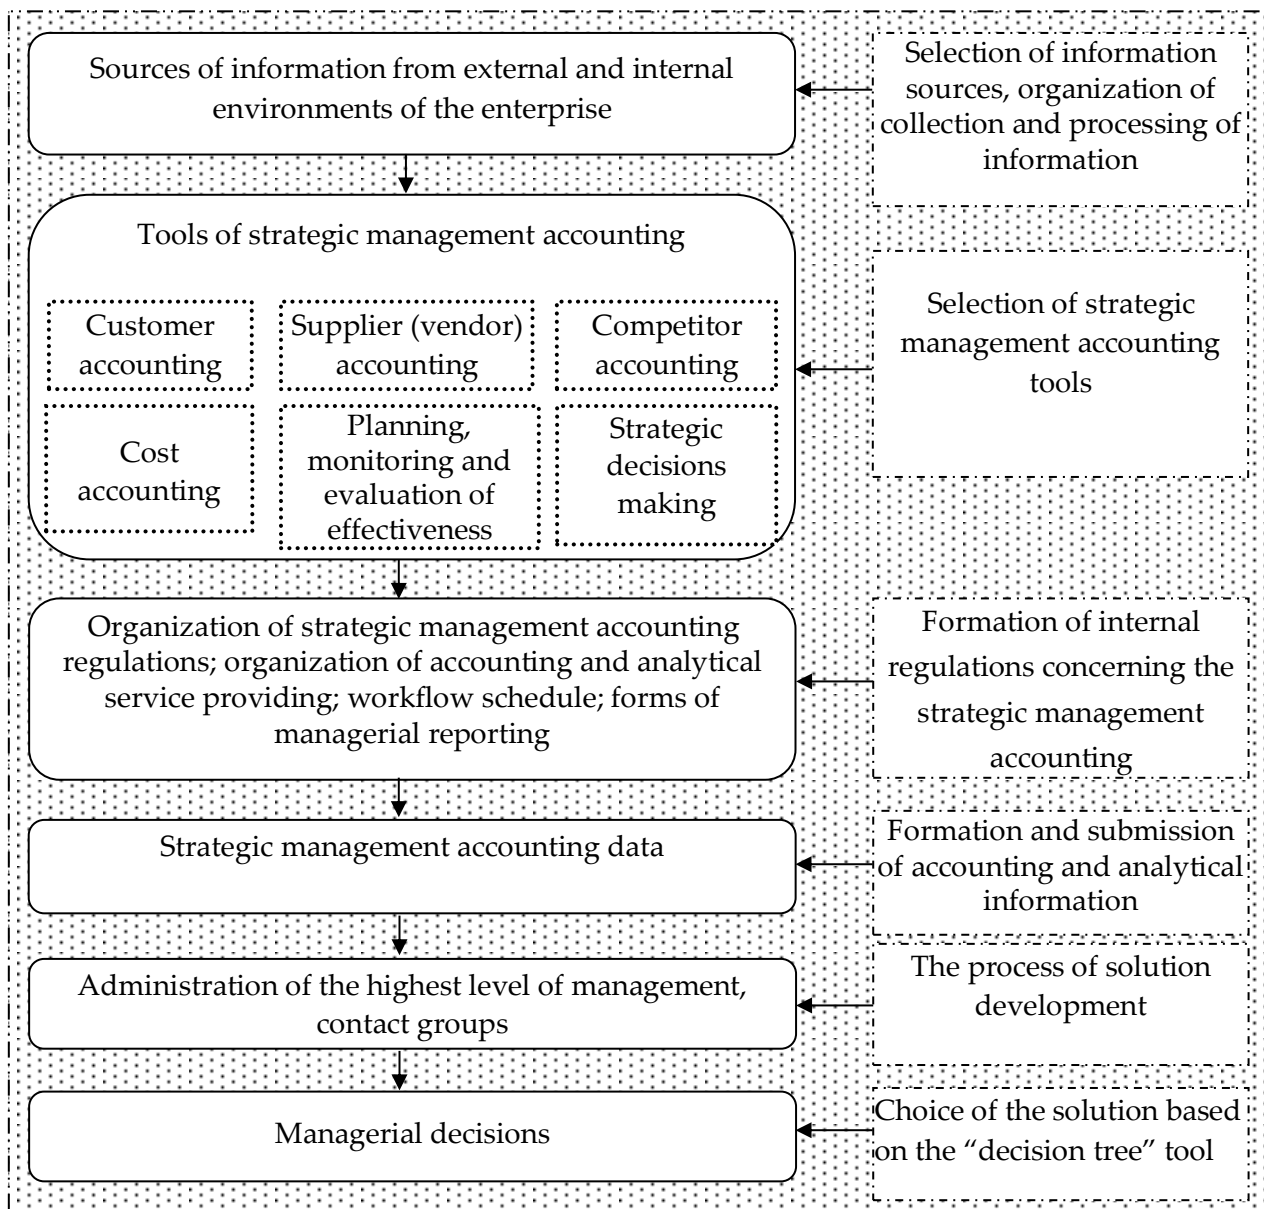 Sources of information from external and internal
environments of the enterprise
Selection of information
sources, organization of
collection and processing of
information
Tools of strategic management accounting
Customer
accounting
Supplier (vendor)
accounting
Competitor
accounting
Cost
accounting
Planning,
monitoring and
evaluation of
effectiveness
Strategic
decisions
making
Selection of strategic
management accounting
tools
Organization of strategic management accounting
regulations; organization of accounting and analytical
service providing; workflow schedule; forms of
managerial reporting
Formation of internal
regulations concerning the
strategic management
accounting
Strategic management accounting data
Formation and submission
of accounting and analytical
information
Administration of the highest level of management,
contact groups
The process of solution
development
Managerial decisions
Choice of the solution based
on the “decision tree” tool